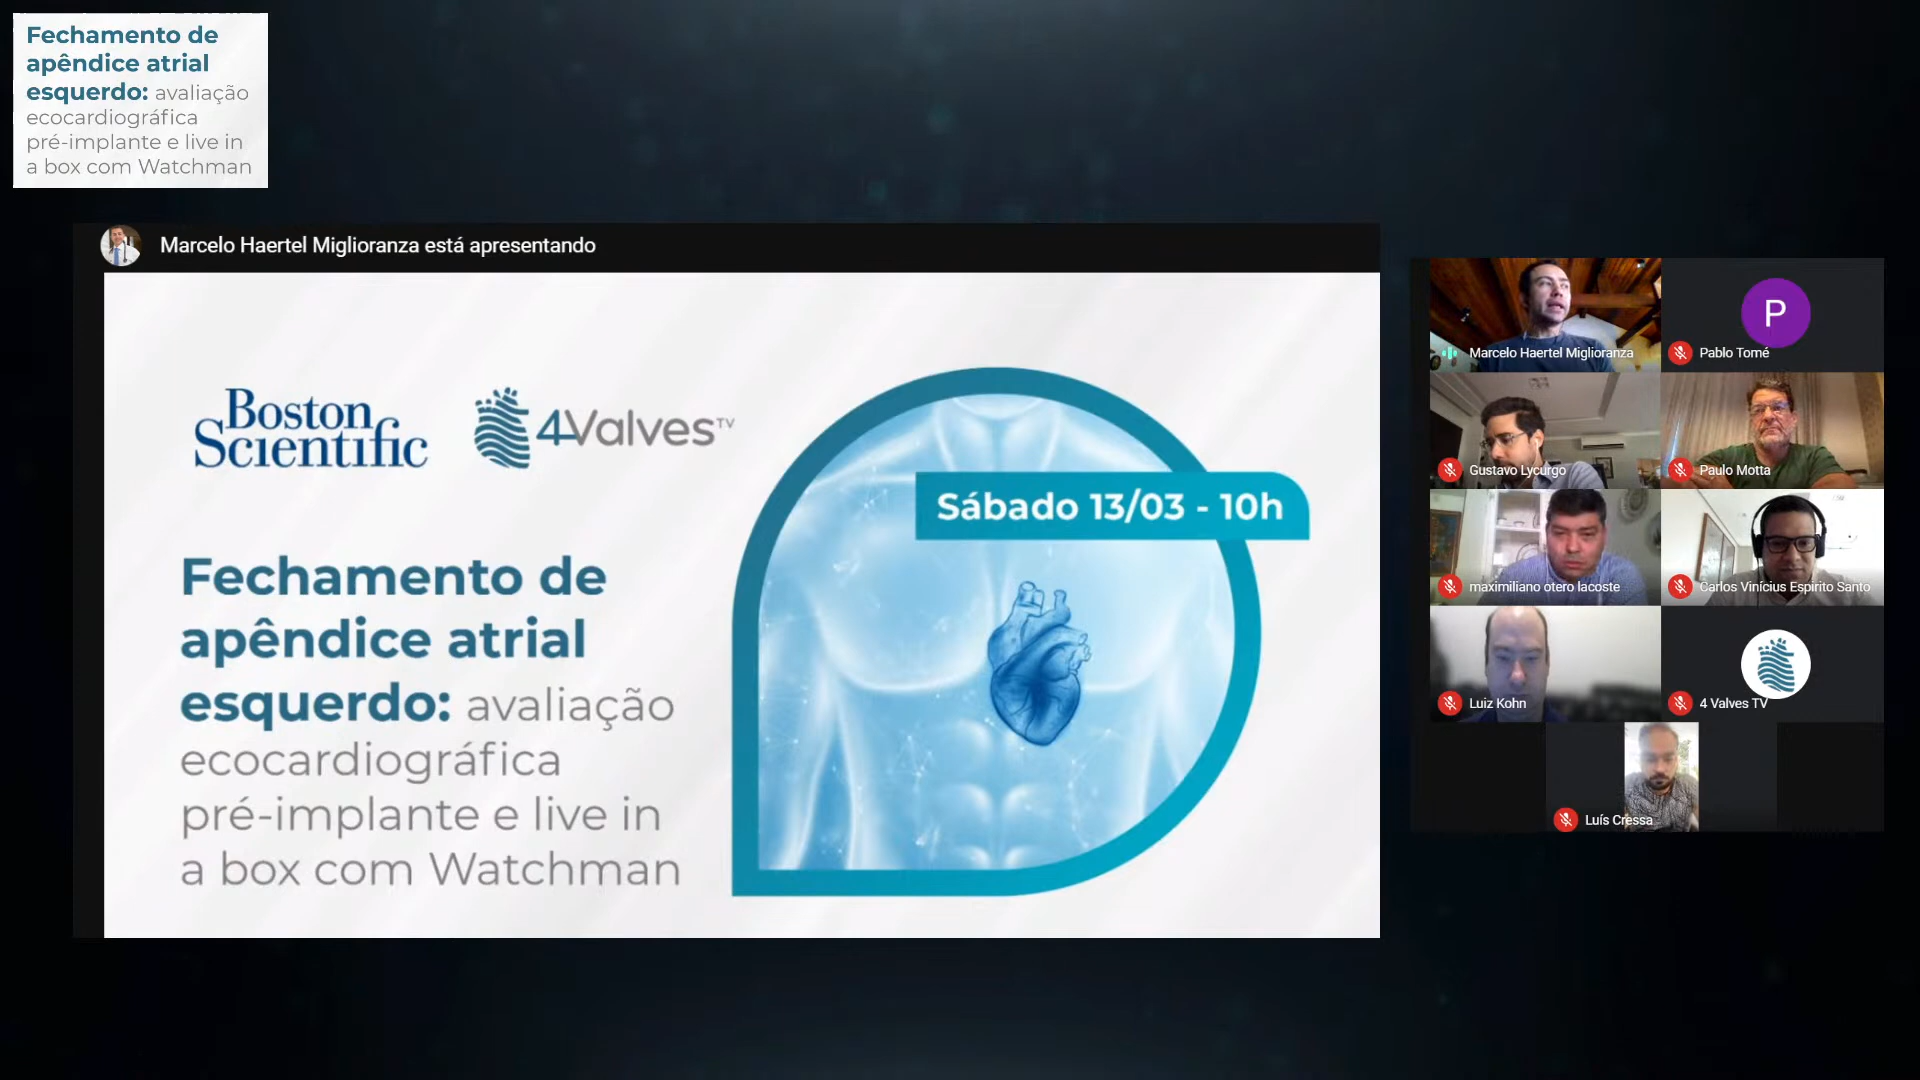 Fechamento de
apêndice atrial
esquerdo: avaliação
ecocardiográfica
pré-implante e live in
a box com Watchman
Marcelo Haertel Miglioranza está apresentando
Boston
Scientific
4Valves TV
Sábado 13/03 - 10h
Fechamento de
apêndice atrial
esquerdo: avaliação
ecocardiográfica
pré-implante e live in
a box com Watchman
Marcelo Haertel Miglioranza
P
Pablo Tomé
Gustavo Lycurgo
Paulo Motta
maximiliano otero lacoste
Carlos Vinícius Espirito Santo
Luiz Kohn
4 Valves TV
Luís Cressa